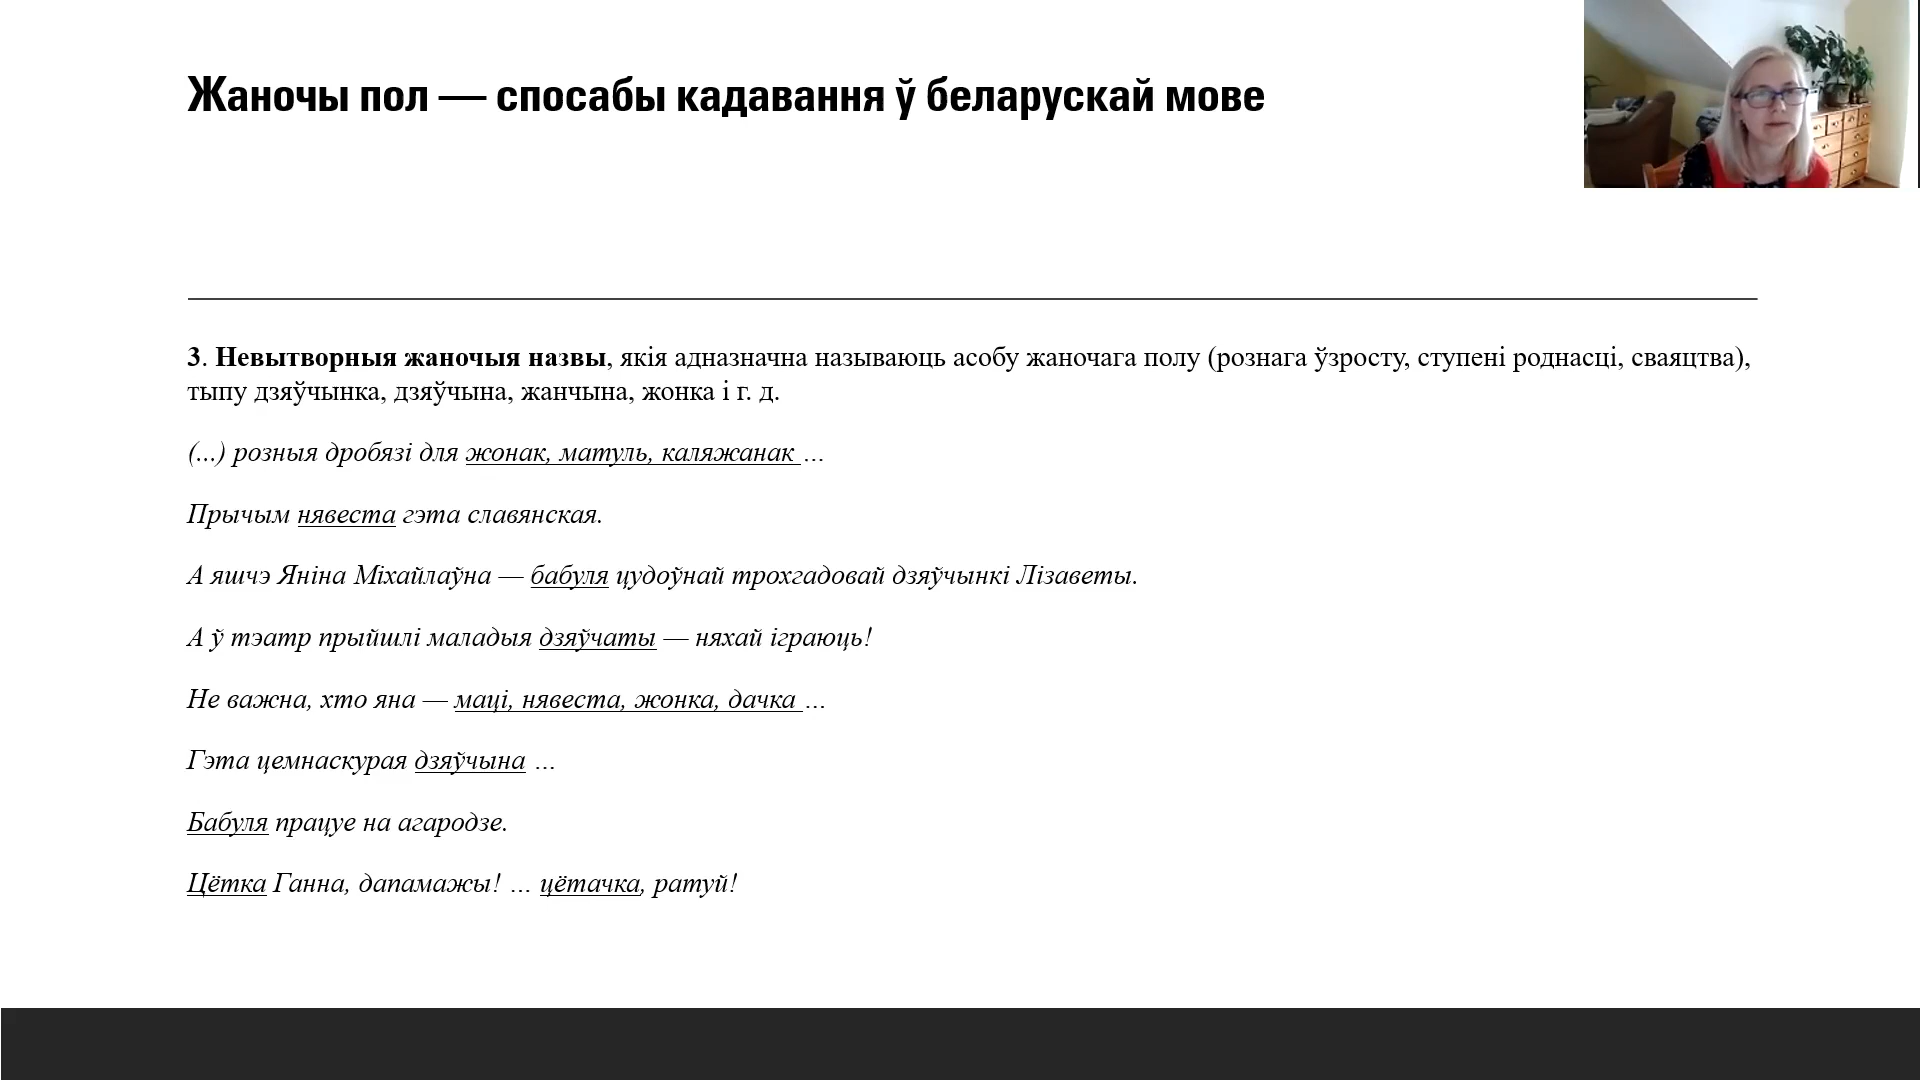 Жаночы пол — спосабы кадавання ў беларускай мове
3. Невытворныя жаночыя назвы, якія адназначна называюць асобу жаночага полу (рознага ўзросту, ступені роднасці, сваяцтва),
тыпу дзяўчынка, дзяўчына, жанчына, жонка і г. д.
(...) розныя дробязі для жонак, матуль, каляжанак …
Прычым нявеста гэта славянская.
А яшчэ Яніна Міхайлаўна — бабуля цудоўнай трохгадовай дзяўчынкі Лізаветы.
А ў тэатр прыйшлі маладыя дзяўчаты — няхай іграюць!
Не важна, хто яна — маці, нявеста, жонка, дачка …
Гэта цемнаскурая дзяўчына …
Бабуля працуе на агародзе.
Цётка Ганна, дапамажы! … цётачка, ратуй!